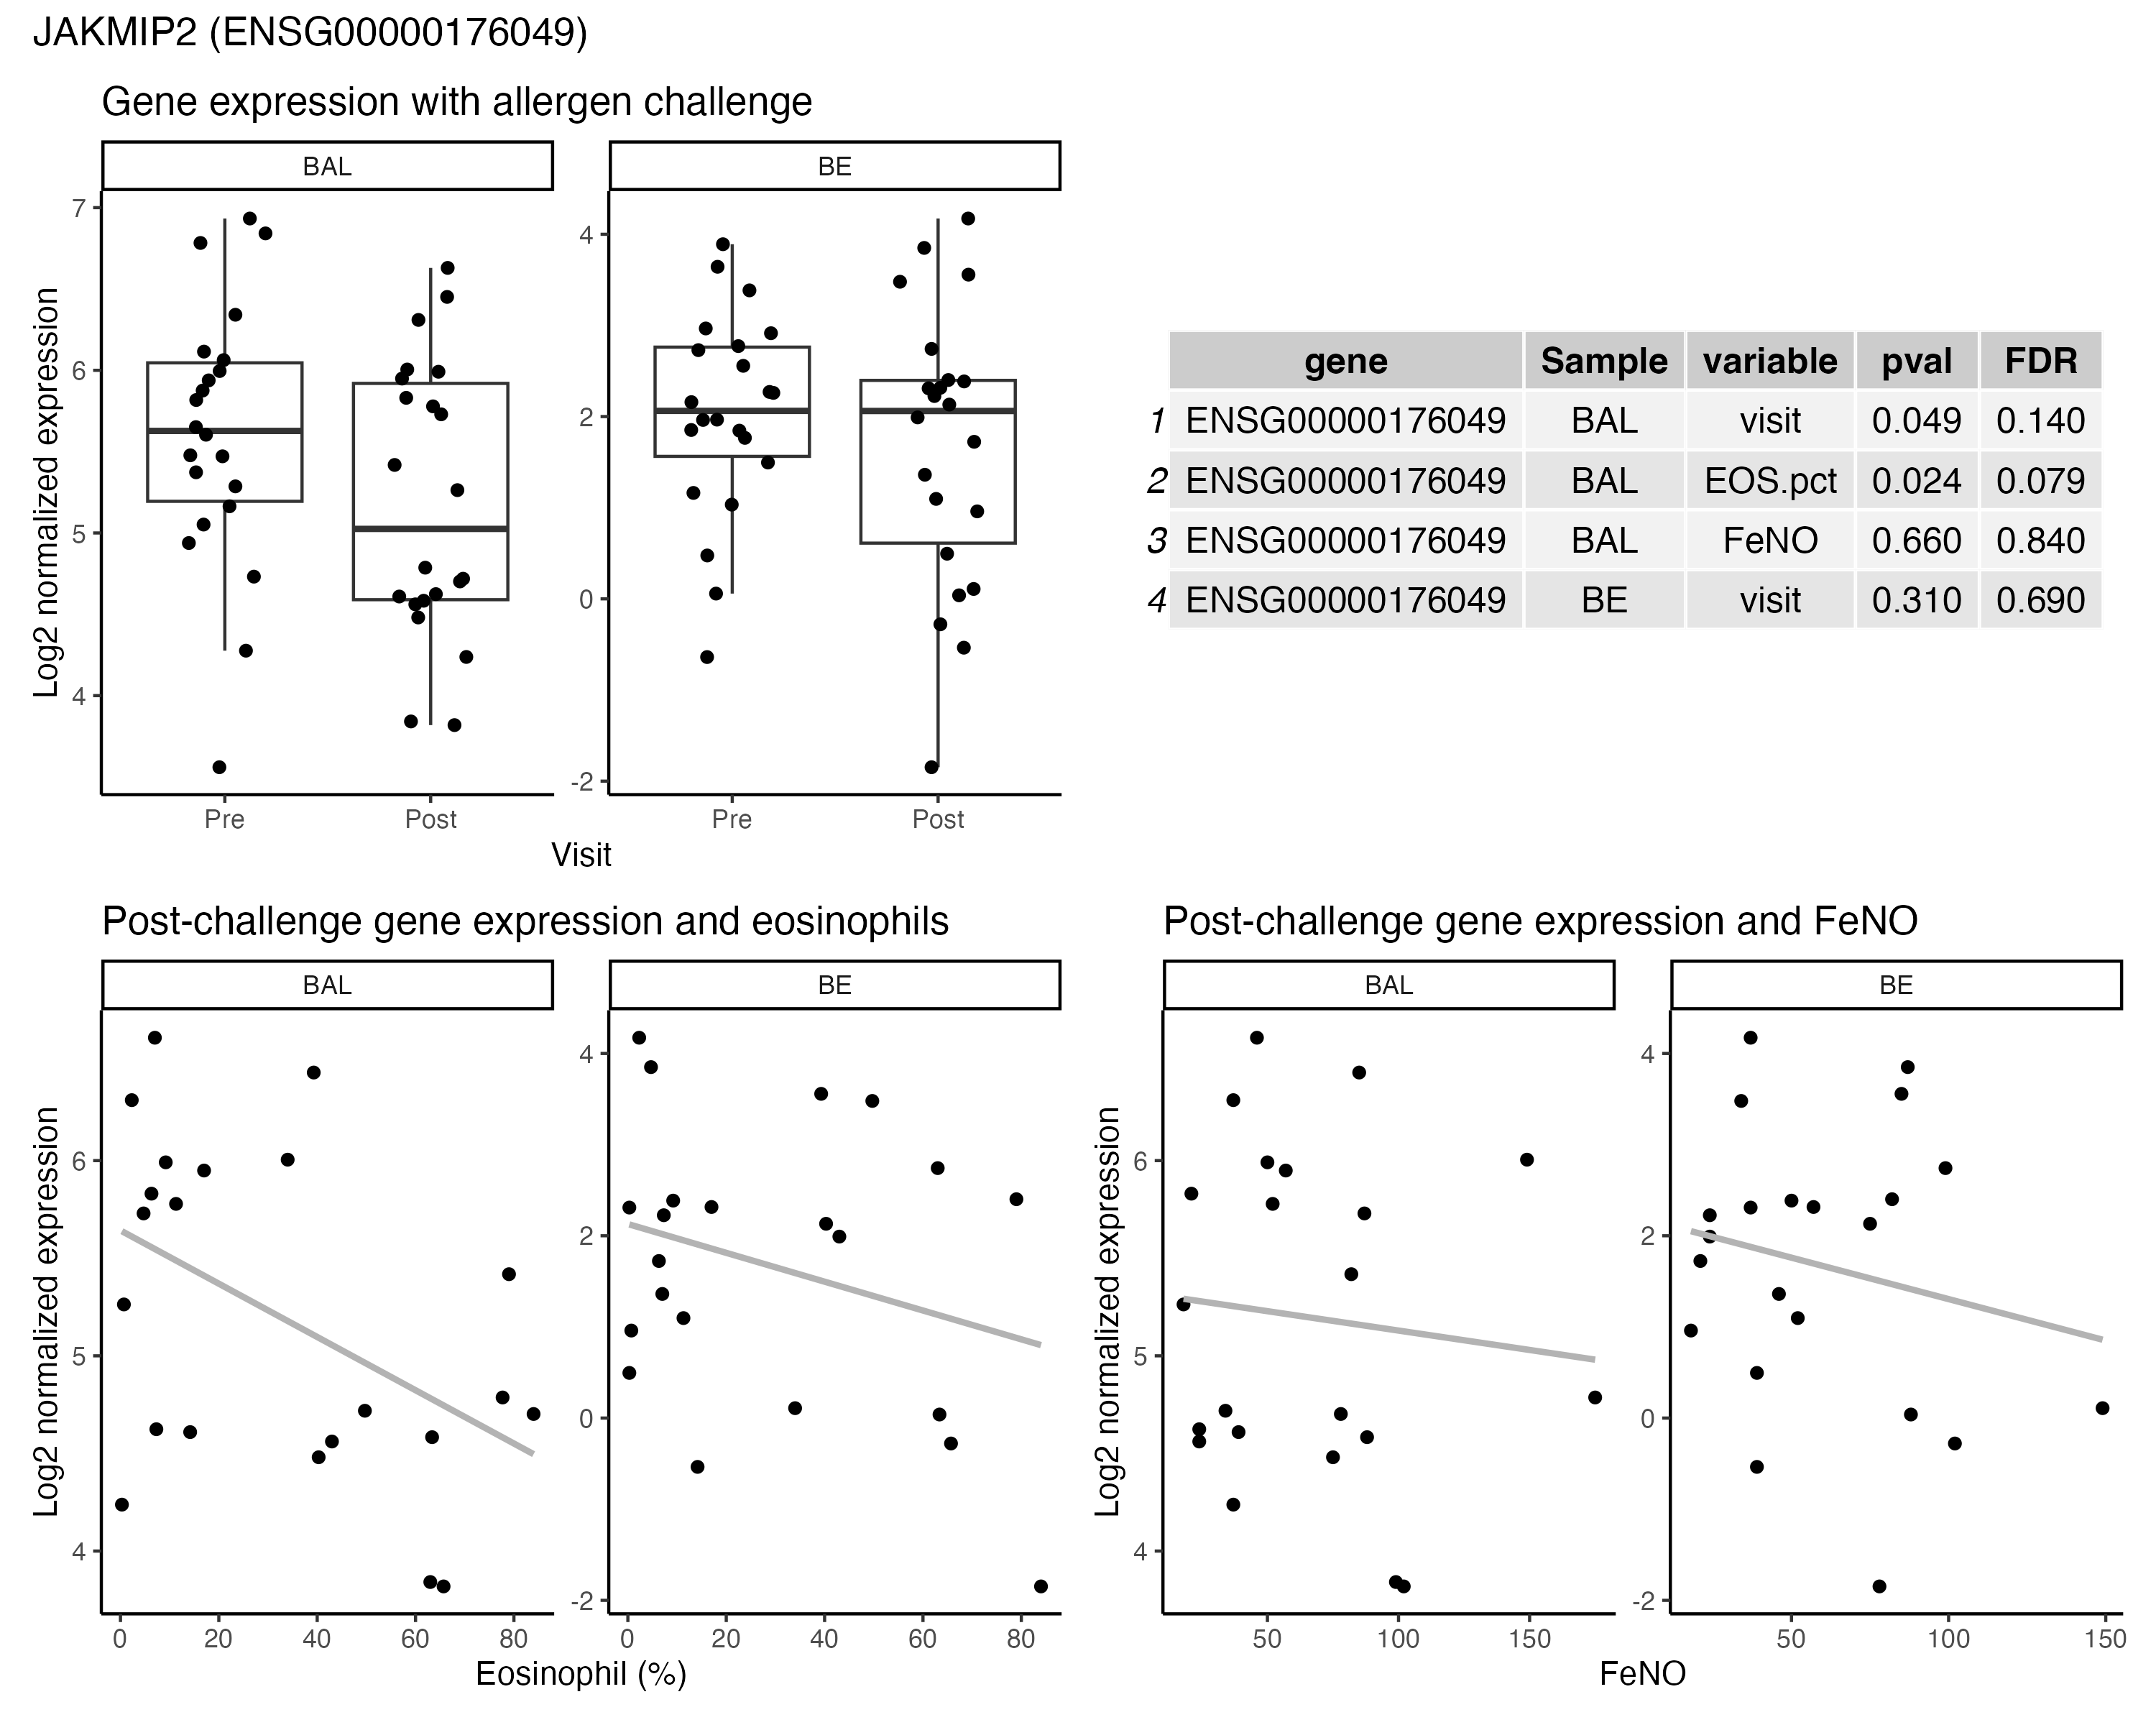 JAKMIP2 (ENSG00000176049)
Gene expression with allergen challenge
BAL
BE
Log2 normalized expression
7
6
5
4
4
2
0
-2
Pre
Post
Pre
Post
Visit
gene Sample variable pval FDR
1 ENSG00000176049 BAL visit 0.049 0.140
2 ENSG00000176049 BAL EOS.pct 0.024 0.079
3 ENSG00000176049 BAL FeNO 0.660 0.840
4 ENSG00000176049 BE visit 0.310 0.690
Post-challenge gene expression and eosinophils
BAL
BE
Log2 normalized expression
6
5
4
4
2
0
-2
0 20 40 60 80
0 20 40 60 80
Eosinophil (%)
Post-challenge gene expression and FeNO
BAL
BE
Log2 normalized expression
6
5
4
4
2
0
-2
50 100 150
50 100 150
FeNO